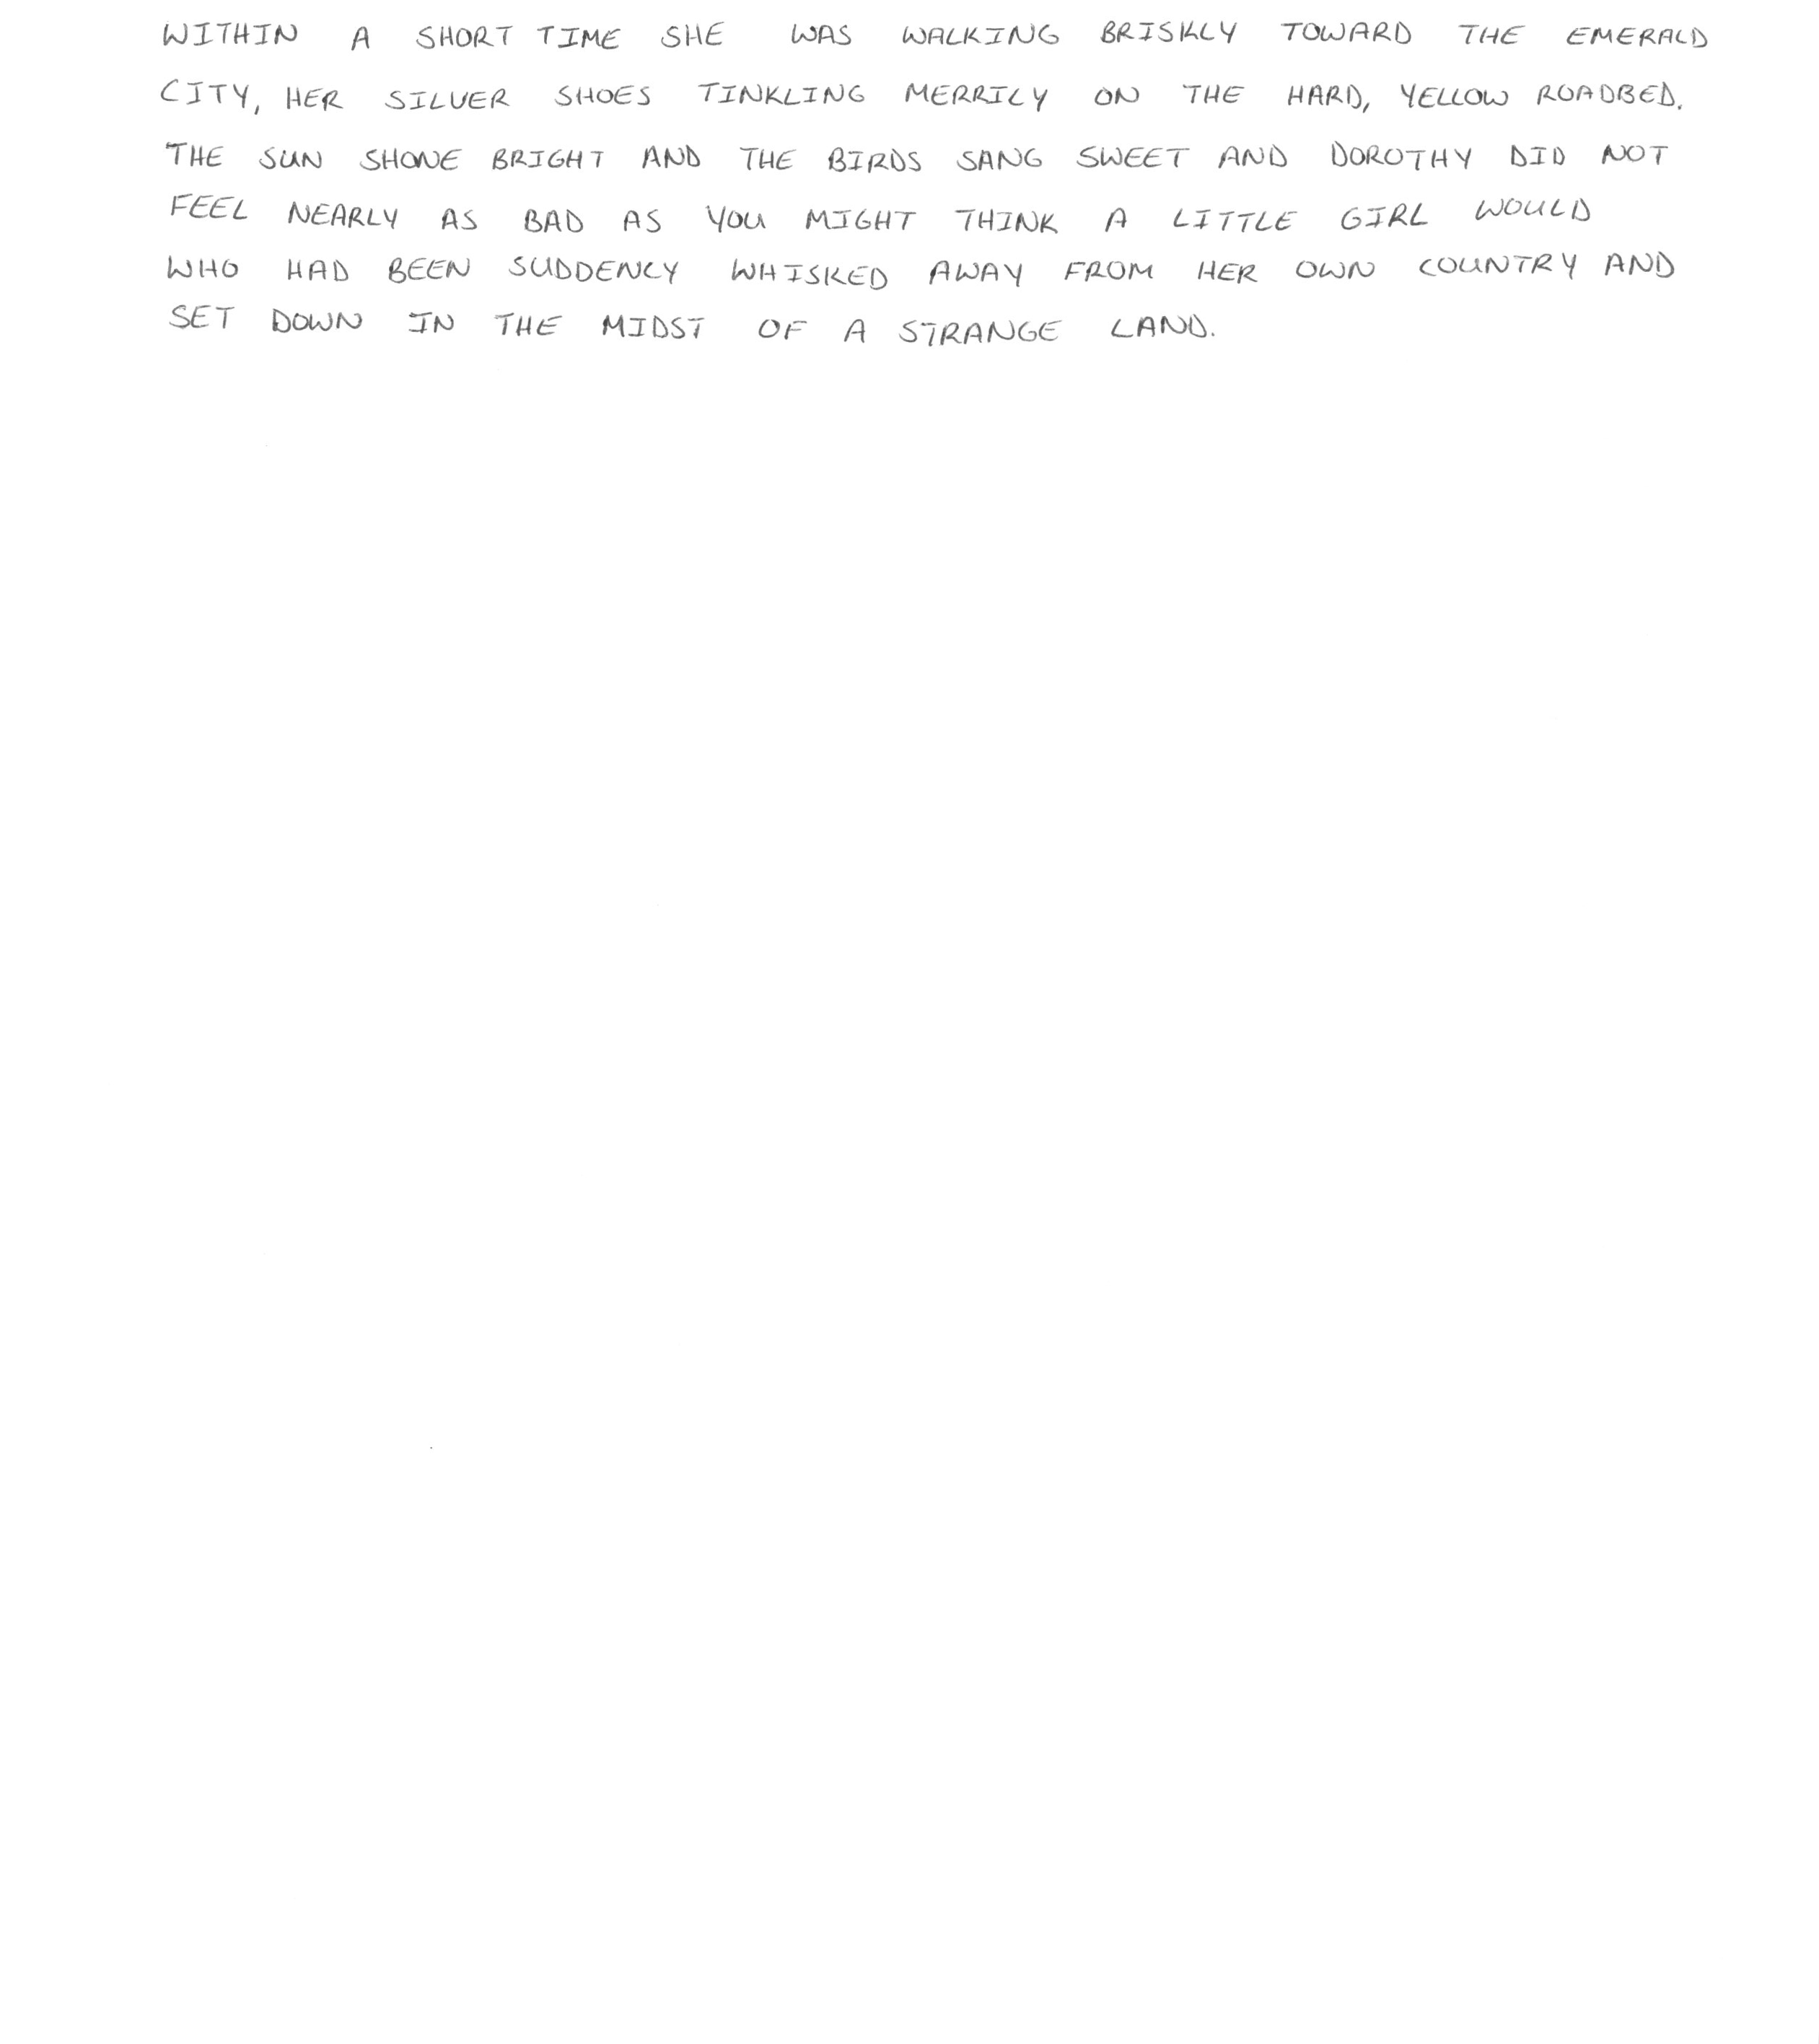 WITHIN A SHORT TIME SHE WAS WALKING BRISKLY TOWARD THE EMERALD
CITY, HER SILVER SHOES TINKLING MERRILY ON THE HARD, YELLOW ROADBED.
THE SUN SHONE BRIGHT AND THE BIRDS SANG SWEET AND DOROTHY DID NOT
FEEL NEARLY AS BAD AS YOU MIGHT THINK A LITTLE GIRL WOULD
WHO HAD BEEN SUDDENLY WHISKED AWAY FROM HER OWN COUNTRY AND
SET DOWN IN THE MIDST OF A STRANGE LAND.